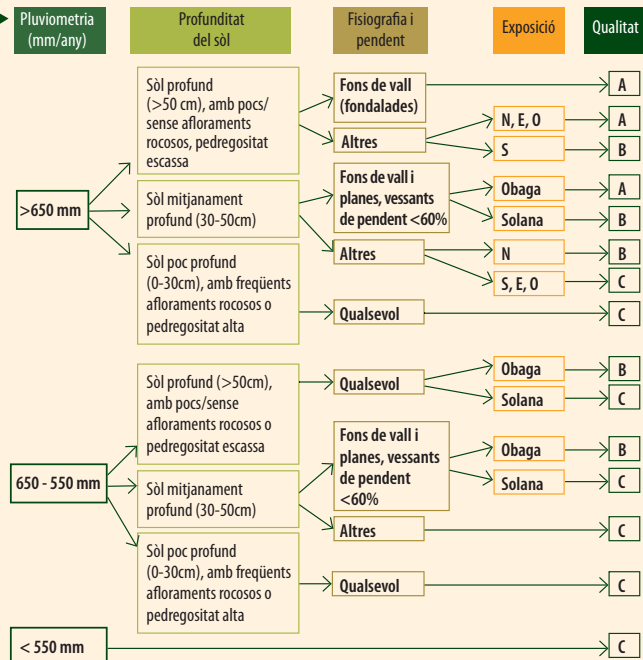 Pluviometria
(mm/any)
Profunditat
del sòl
Fisiografia i
pendent
Exposició
Qualitat
>650 mm
Sòl profund
(>50 cm), amb pocs/
sense afloraments
rocosos, pedregositat
escassa
Fons de vall
(fondalades)
A
Altres
N, E, O
A
S
B
Sòl mitjanament
profund (30-50cm)
Fons de vall i
planes, vessants
de pendent <60%
Obaga
A
Solana
B
Altres
N
B
S, E, O
C
Sòl poc profund
(0-30cm), amb freqüents
afloraments rocosos o
pedregositat alta
Qualsevol
C
650 - 550 mm
Sòl profund (>50cm),
amb pocs/sense
afloraments rocosos o
pedregositat escassa
Qualsevol
Obaga
B
Solana
C
Sòl mitjanament
profund (30-50cm)
Fons de vall i
planes, vessants
de pendent
<60%
Obaga
B
Solana
C
Altres
C
Sòl poc profund
(0-30cm), amb freqüents
afloraments rocosos o
pedregositat alta
Qualsevol
C
< 550 mm
C